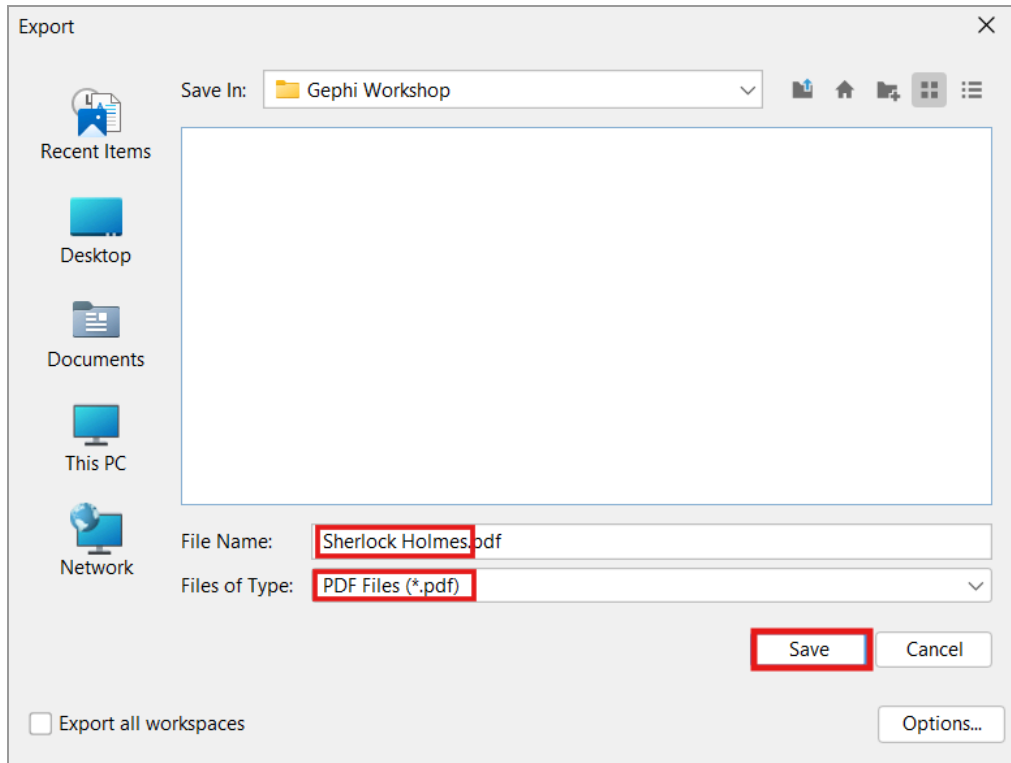 Export
Save In: Gephi Workshop
Recent Items
Desktop
Documents
This PC
Network
File Name: Sherlock Holmes.pdf
Files of Type: PDF Files (*.pdf)
Save Cancel
Export all workspaces Options...